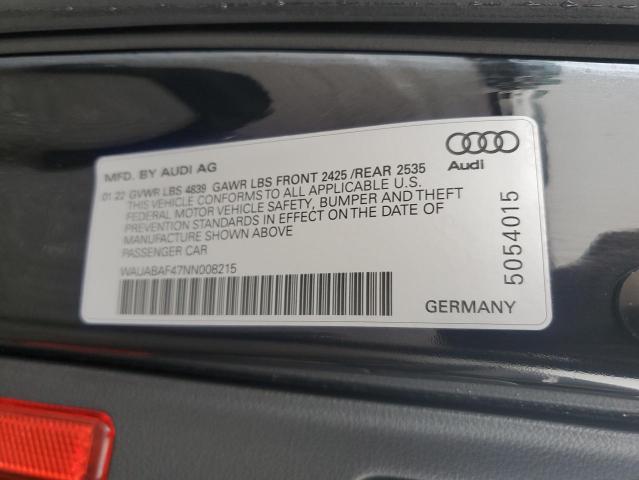 MFD. BY AUDI AG
01.22 GVWR LBS 4839 GAWR LBS FRONT 2425 /REAR 2535
THIS VEHICLE CONFORMS TO ALL APPLICABLE U.S.
FEDERAL MOTOR VEHICLE SAFETY, BUMPER AND THEFT
PREVENTION STANDARDS IN EFFECT ON THE DATE OF
MANUFACTURE SHOWN ABOVE
PASSENGER CAR
WAUABAF47NN008215
Audi
5054015
GERMANY